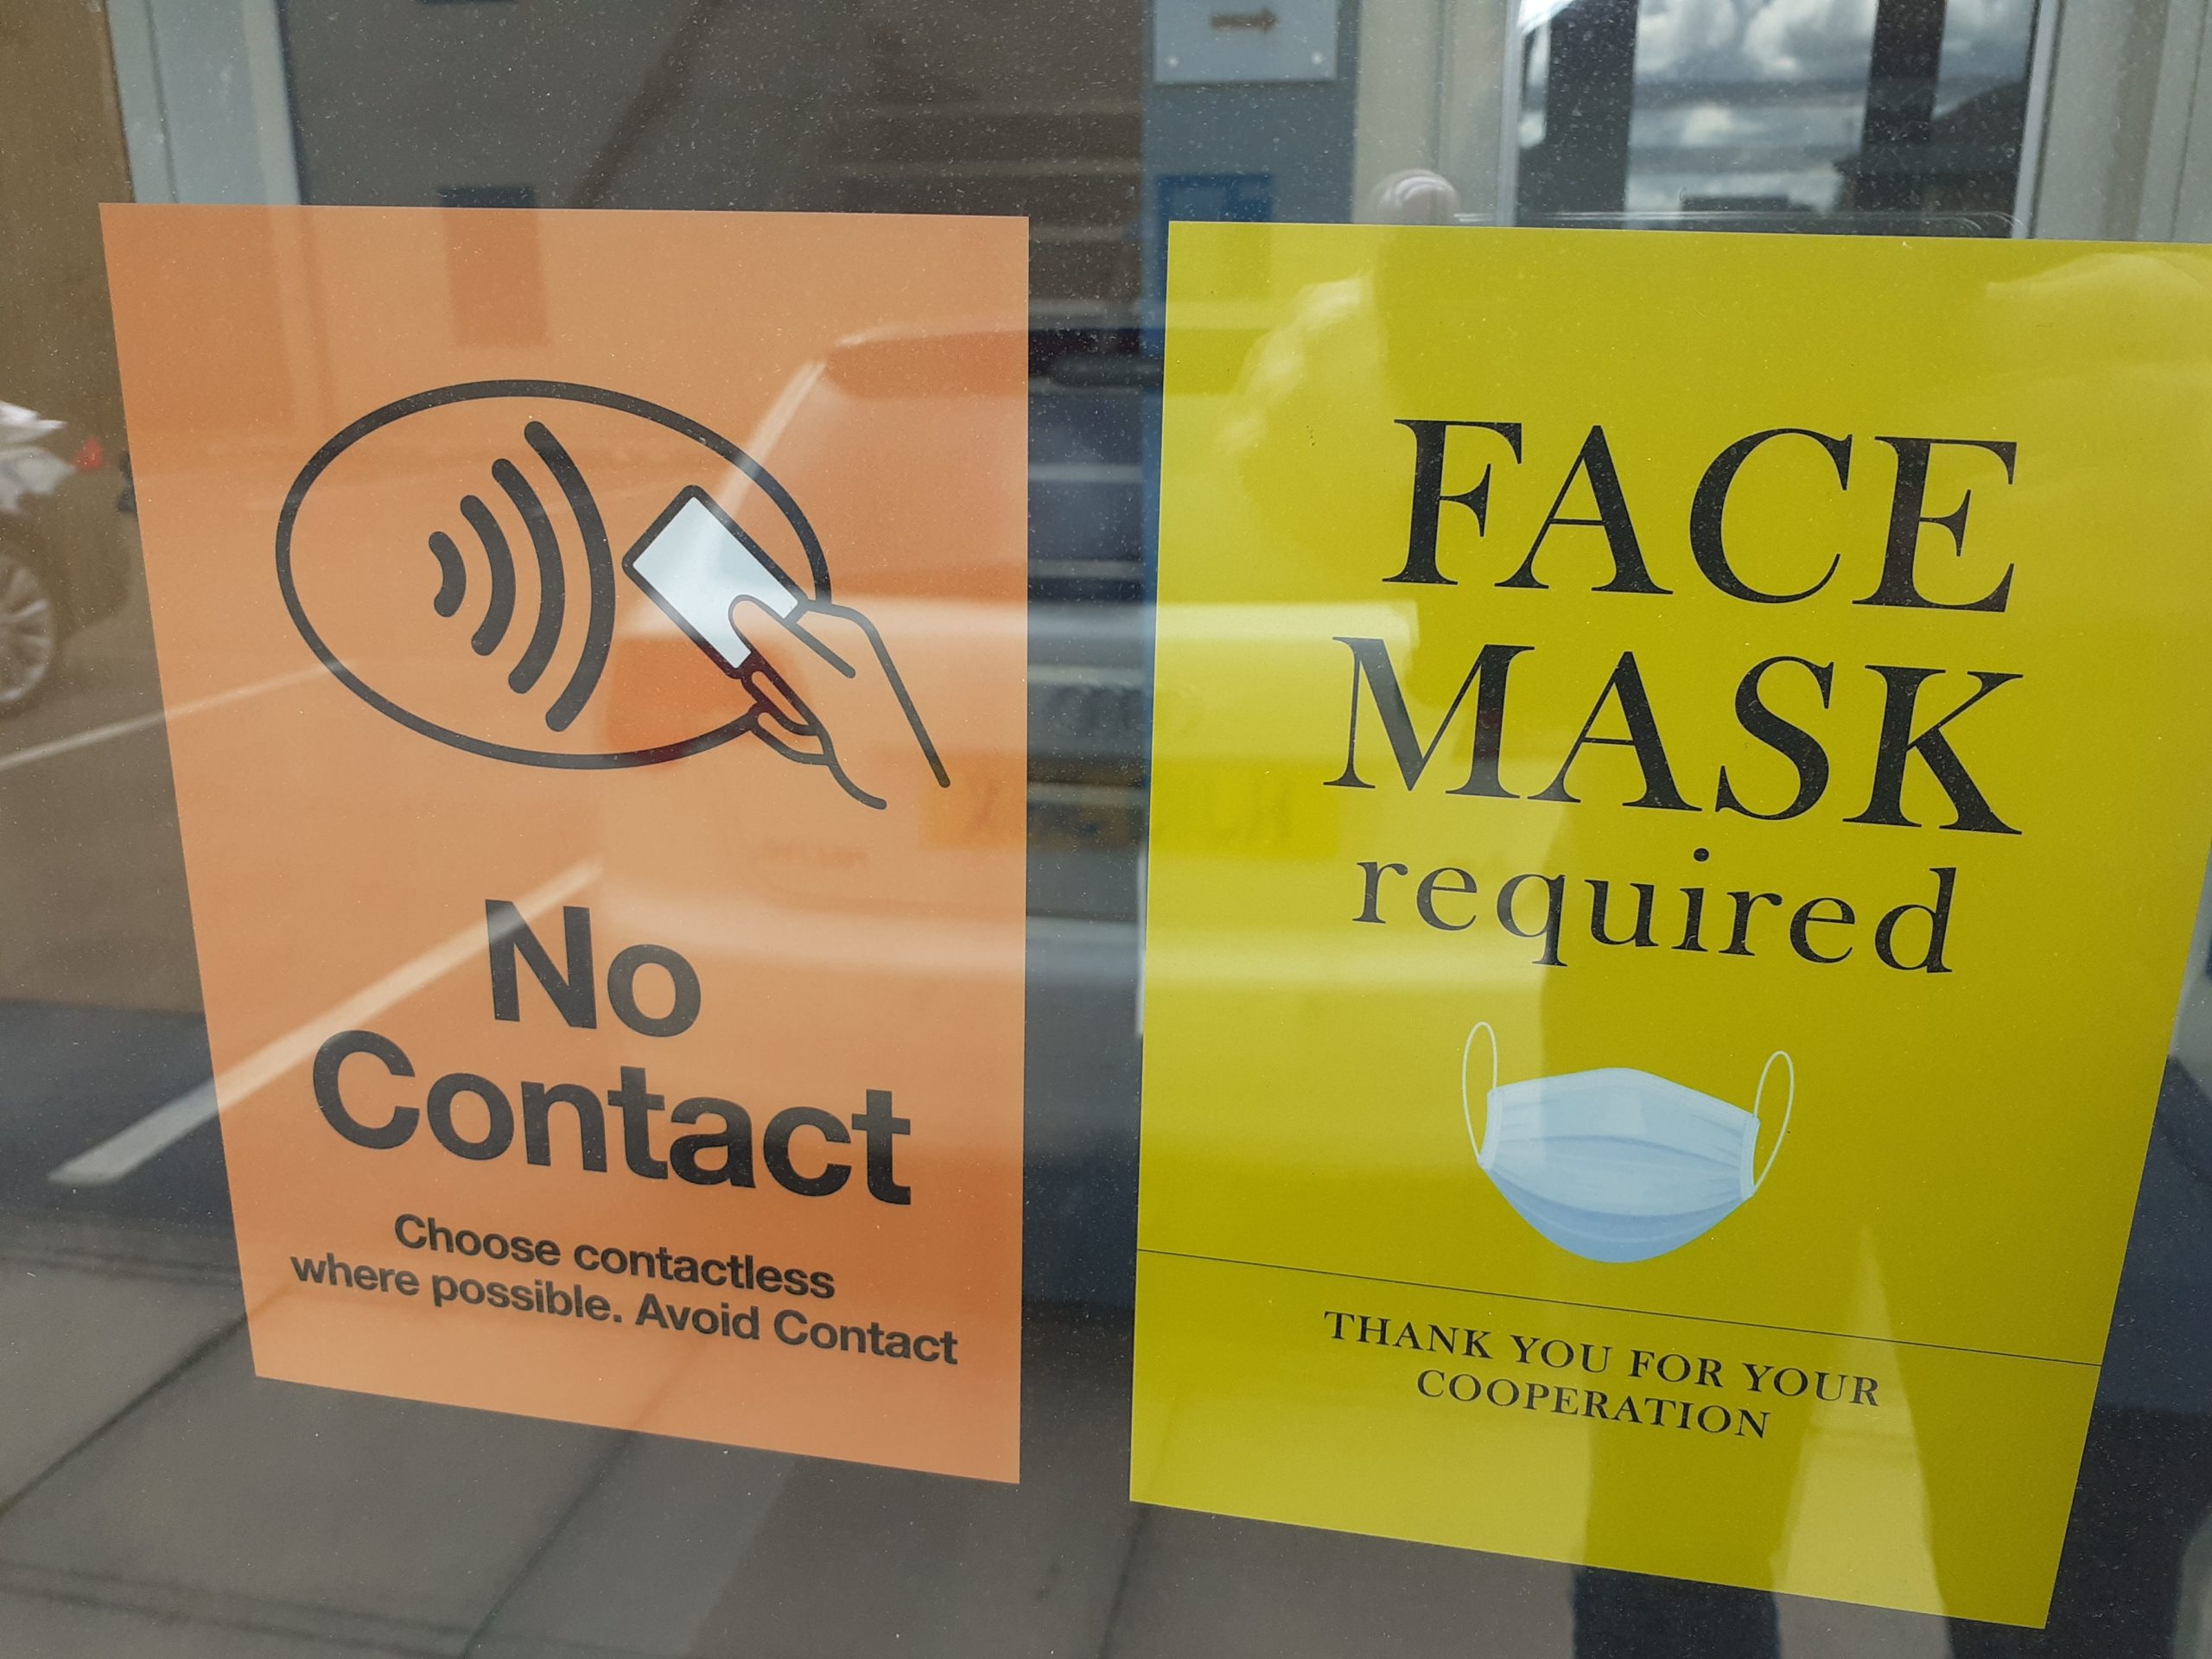 No
Contact
Choose contactless
where possible. Avoid Contact
FACE
MASK
required
THANK YOU FOR YOUR
COOPERATION